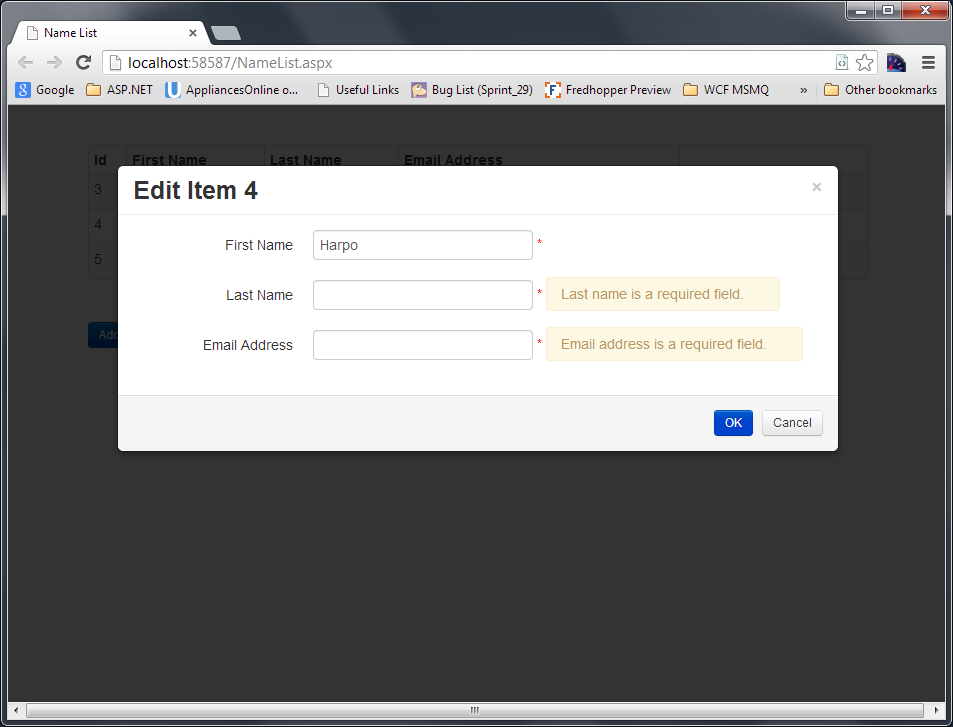 Name List
localhost:58587/NameList.aspx
Google ASP.NET AppliancesOnline o... Useful Links Bug List (Sprint_29) Fredhopper Preview WCF MSMQ » Other bookmarks
Id First Name Last Name Email Address
3
4
5
Add
Edit Item 4 ×
First Name Harpo *
Last Name * Last name is a required field.
Email Address * Email address is a required field.
OK Cancel